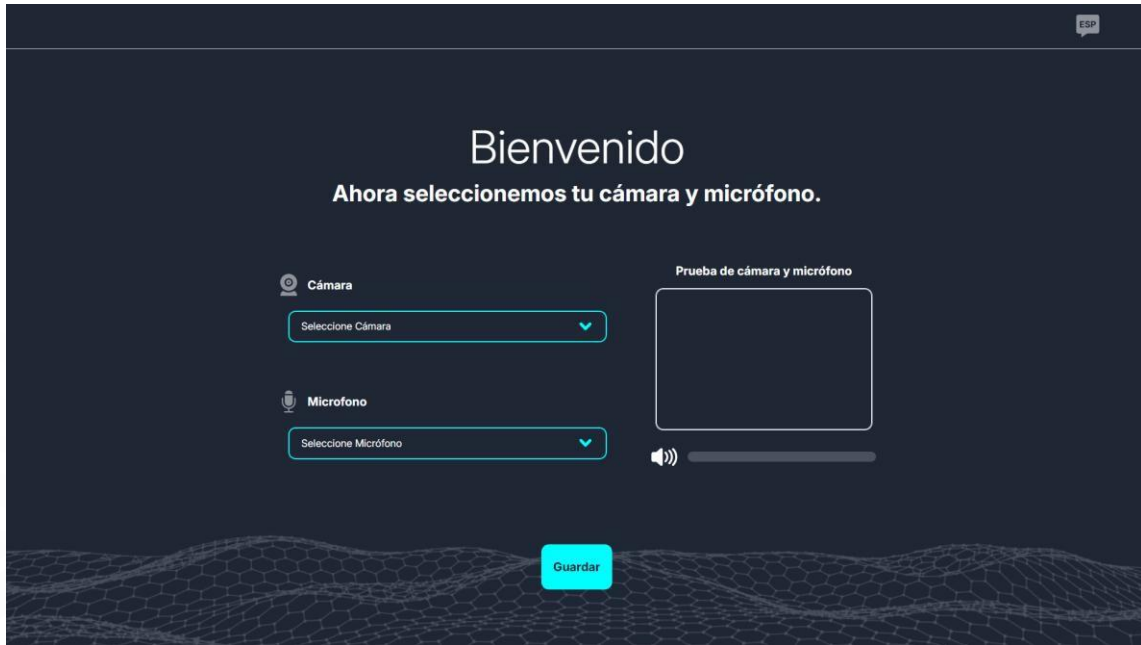 ESP
Bienvenido
Ahora seleccionemos tu cámara y micrófono.
Cámara
Seleccione Cámara
Microfono
Seleccione Micrófono
Prueba de cámara y micrófono
Guardar